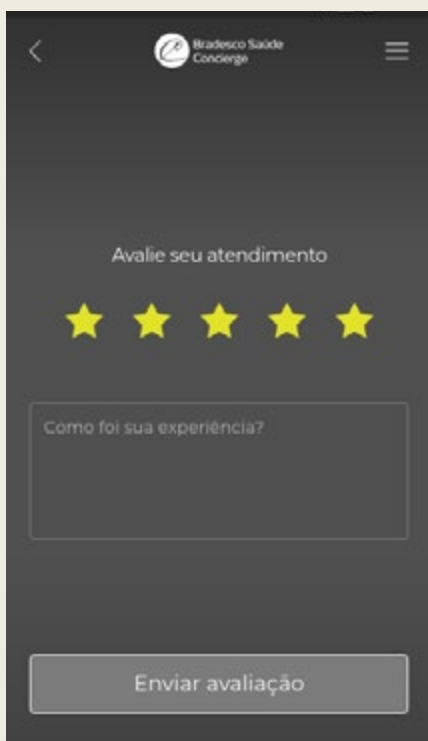 Bradesco Saúde
Concierge
Avalie seu atendimento
Como foi sua experiência?
Enviar avaliação